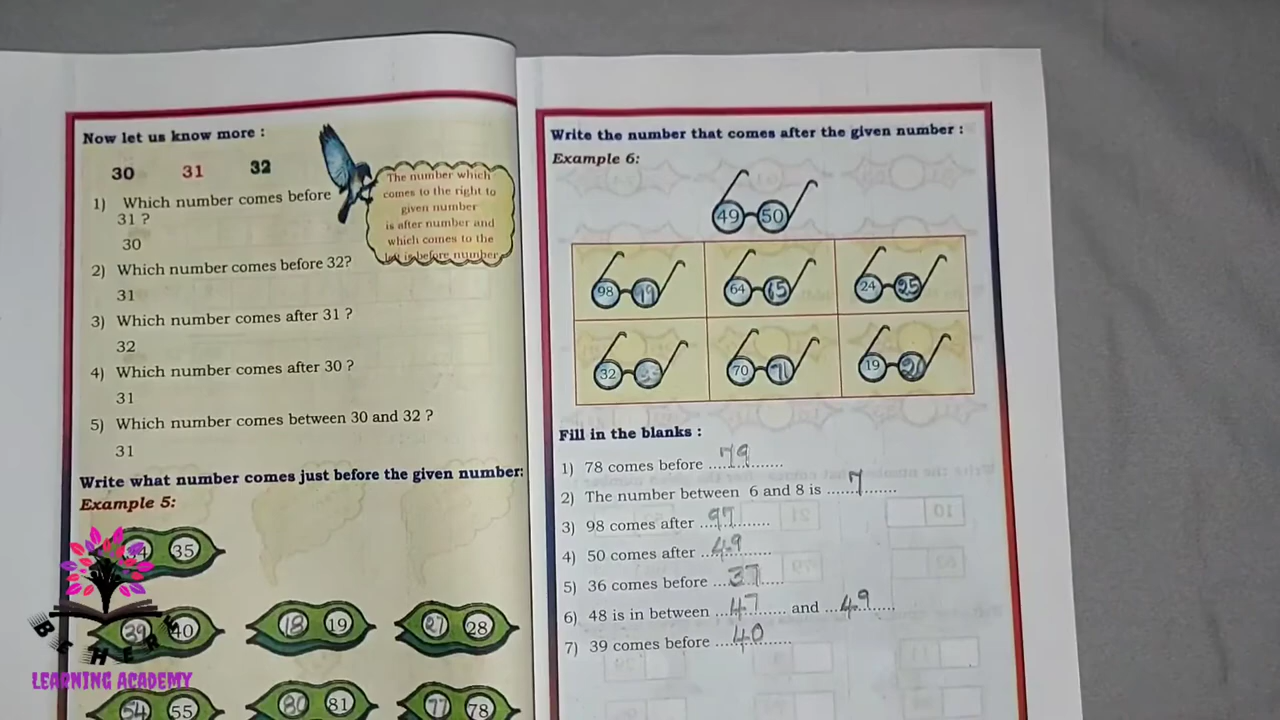 Now let us know more :
30 31 32
The number which
comes to the right to
given number
is after number and
which comes to the
left is before number
1) Which number comes before
31 ?
30
2) Which number comes before 32?
31
3) Which number comes after 31 ?
32
4) Which number comes after 30 ?
31
5) Which number comes between 30 and 32 ?
31
Write what number comes just before the given number:
Example 5:
34 35
39 40 18 19 27 28
54 55 80 81 77 78
BEHERA
LEARNING ACADEMY
Write the number that comes after the given number :
Example 6:
49 50
98 64 65 24 25
32 70 71 19 20
Fill in the blanks :
1) 78 comes before ...79...
2) The number between 6 and 8 is ...7...
3) 98 comes after ...97...
4) 50 comes after ...49...
5) 36 comes before ...37...
6) 48 is in between ...47... and ...49...
7) 39 comes before ...40...